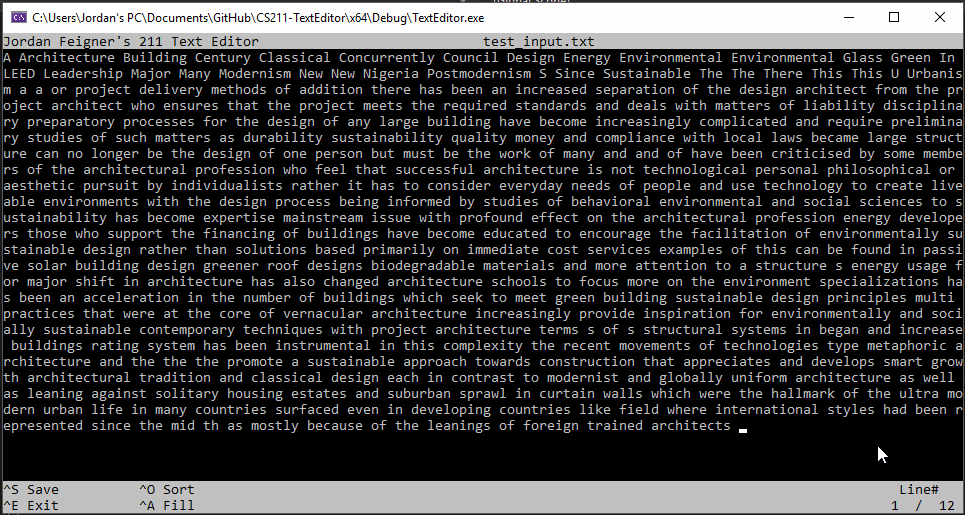 C:\Users\Jordan's PC\Documents\GitHub\CS211-TextEditor\x64\Debug\TextEditor.exe
Jordan Feigner's 211 Text Editor test_input.txt
A Architecture Building Century Classical Concurrently Council Design Energy Environmental Environmental Glass Green In
LEED Leadership Major Many Modernism New New Nigeria Postmodernism S Since Sustainable The The There This This U Urbanis
m a a or project delivery methods of addition there has been an increased separation of the design architect from the pr
oject architect who ensures that the project meets the required standards and deals with matters of liability disciplina
ry preparatory processes for the design of any large building have become increasingly complicated and require prelimina
ry studies of such matters as durability sustainability quality money and compliance with local laws became large struct
ure can no longer be the design of one person but must be the work of many and and of have been criticised by some membe
rs of the architectural profession who feel that successful architecture is not technological personal philosophical or
aesthetic pursuit by individualists rather it has to consider everyday needs of people and use technology to create live
able environments with the design process being informed by studies of behavioral environmental and social sciences to s
ustainability has become expertise mainstream issue with profound effect on the architectural profession energy develope
rs those who support the financing of buildings have become educated to encourage the facilitation of environmentally su
stainable design rather than solutions based primarily on immediate cost services examples of this can be found in passi
ve solar building design greener roof designs biodegradable materials and more attention to a structure s energy usage f
or major shift in architecture has also changed architecture schools to focus more on the environment specializations ha
s been an acceleration in the number of buildings which seek to meet green building sustainable design principles multi
practices that were at the core of vernacular architecture increasingly provide inspiration for environmentally and soci
ally sustainable contemporary techniques with project architecture terms s of s structural systems in began and increase
buildings rating system has been instrumental in this complexity the recent movements of technologies type metaphoric a
rchitecture and the the the promote a sustainable approach towards construction that appreciates and develops smart grow
th architectural tradition and classical design each in contrast to modernist and globally uniform architecture as well
as leaning against solitary housing estates and suburban sprawl in curtain walls which were the hallmark of the ultra mo
dern urban life in many countries surfaced even in developing countries like field where international styles had been r
epresented since the mid th as mostly because of the leanings of foreign trained architects
^S Save ^O Sort Line#
^E Exit ^A Fill 1 / 12